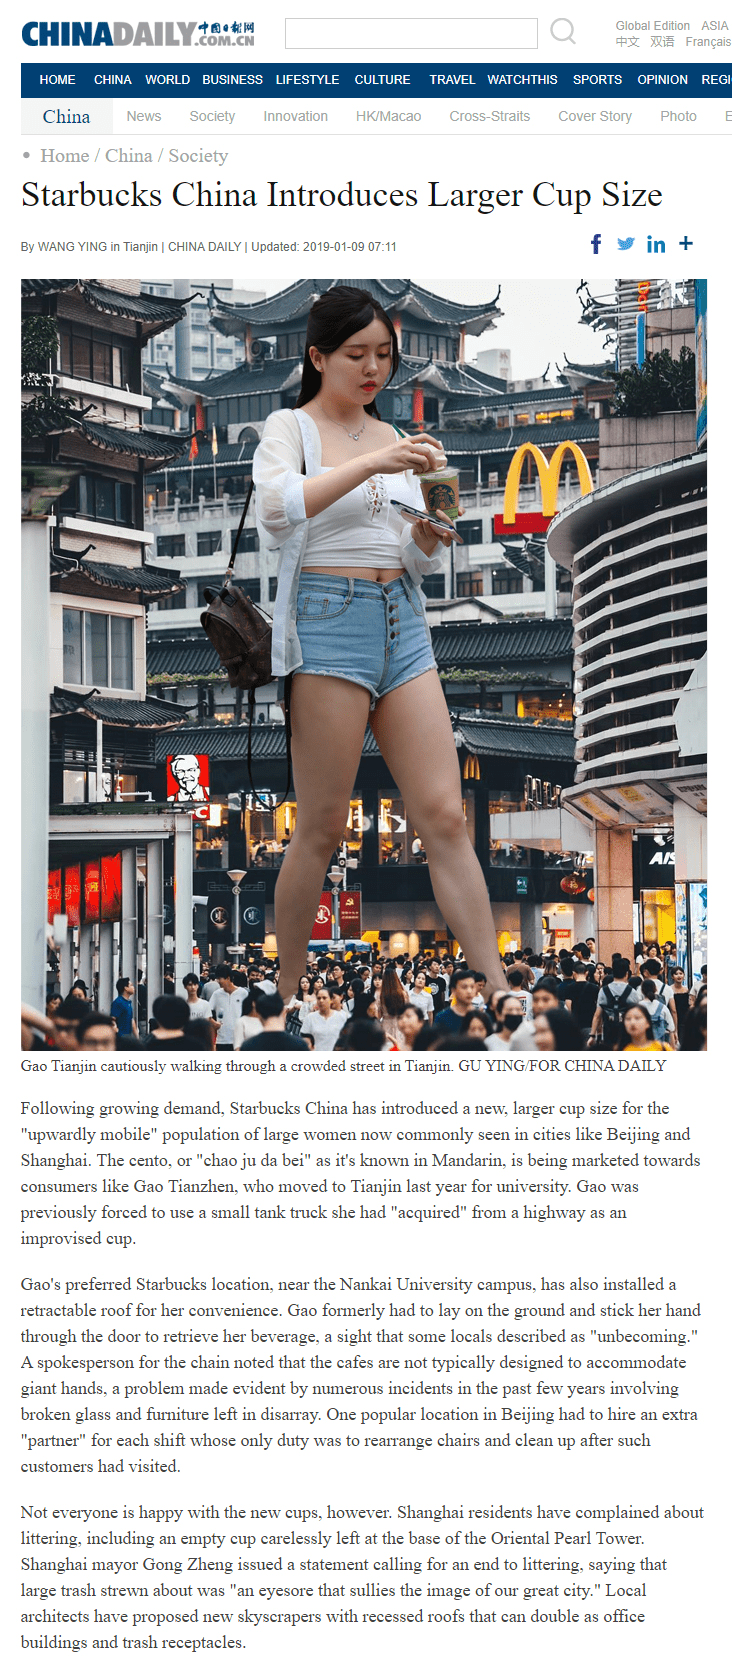 CHINADAILY 中国日报网
.COM.CN
Global Edition ASIA
中文 双语 Français
HOME CHINA WORLD BUSINESS LIFESTYLE CULTURE TRAVEL WATCHTHIS SPORTS OPINION REGI
China News Society Innovation HK/Macao Cross-Straits Cover Story Photo E
• Home / China / Society
Starbucks China Introduces Larger Cup Size
By WANG YING in Tianjin | CHINA DAILY | Updated: 2019-01-09 07:11
f in +
KFC
AIS
Gao Tianjin cautiously walking through a crowded street in Tianjin. GU YING/FOR CHINA DAILY
Following growing demand, Starbucks China has introduced a new, larger cup size for the
"upwardly mobile" population of large women now commonly seen in cities like Beijing and
Shanghai. The cento, or "chao ju da bei" as it's known in Mandarin, is being marketed towards
consumers like Gao Tianzhen, who moved to Tianjin last year for university. Gao was
previously forced to use a small tank truck she had "acquired" from a highway as an
improvised cup.
Gao's preferred Starbucks location, near the Nankai University campus, has also installed a
retractable roof for her convenience. Gao formerly had to lay on the ground and stick her hand
through the door to retrieve her beverage, a sight that some locals described as "unbecoming."
A spokesperson for the chain noted that the cafes are not typically designed to accommodate
giant hands, a problem made evident by numerous incidents in the past few years involving
broken glass and furniture left in disarray. One popular location in Beijing had to hire an extra
"partner" for each shift whose only duty was to rearrange chairs and clean up after such
customers had visited.
Not everyone is happy with the new cups, however. Shanghai residents have complained about
littering, including an empty cup carelessly left at the base of the Oriental Pearl Tower.
Shanghai mayor Gong Zheng issued a statement calling for an end to littering, saying that
large trash strewn about was "an eyesore that sullies the image of our great city." Local
architects have proposed new skyscrapers with recessed roofs that can double as office
buildings and trash receptacles.